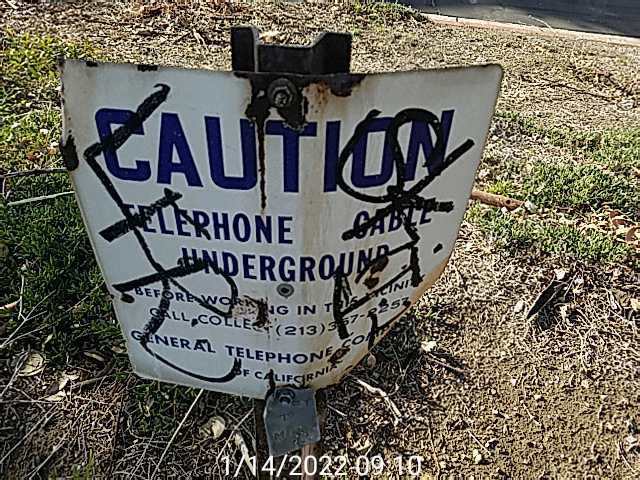 CAUTION
TELEPHONE CABLE
UNDERGROUND
BEFORE WORKING IN THIS VICINITY
CALL COLLECT (213)
GENERAL TELEPHONE
OF CALIFORNIA
1/14/2022 09:10